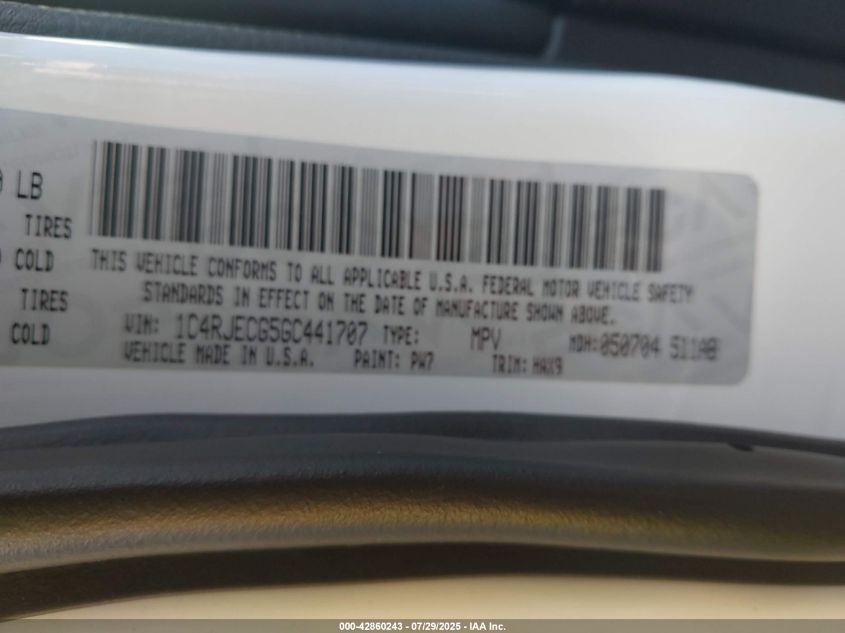 LB
TIRES
COLD
TIRES
COLD
THIS VEHICLE CONFORMS TO ALL APPLICABLE U.S.A. FEDERAL MOTOR VEHICLE SAFETY
STANDARDS IN EFFECT ON THE DATE OF MANUFACTURE SHOWN ABOVE.
VIN: 1C4RJECG5GC441707 TYPE: MPV MDH:050704 511AB
VEHICLE MADE IN U.S.A. PAINT: PW7 TRIM: HAX9
000-42860243 - 07/29/2025 - IAA Inc.